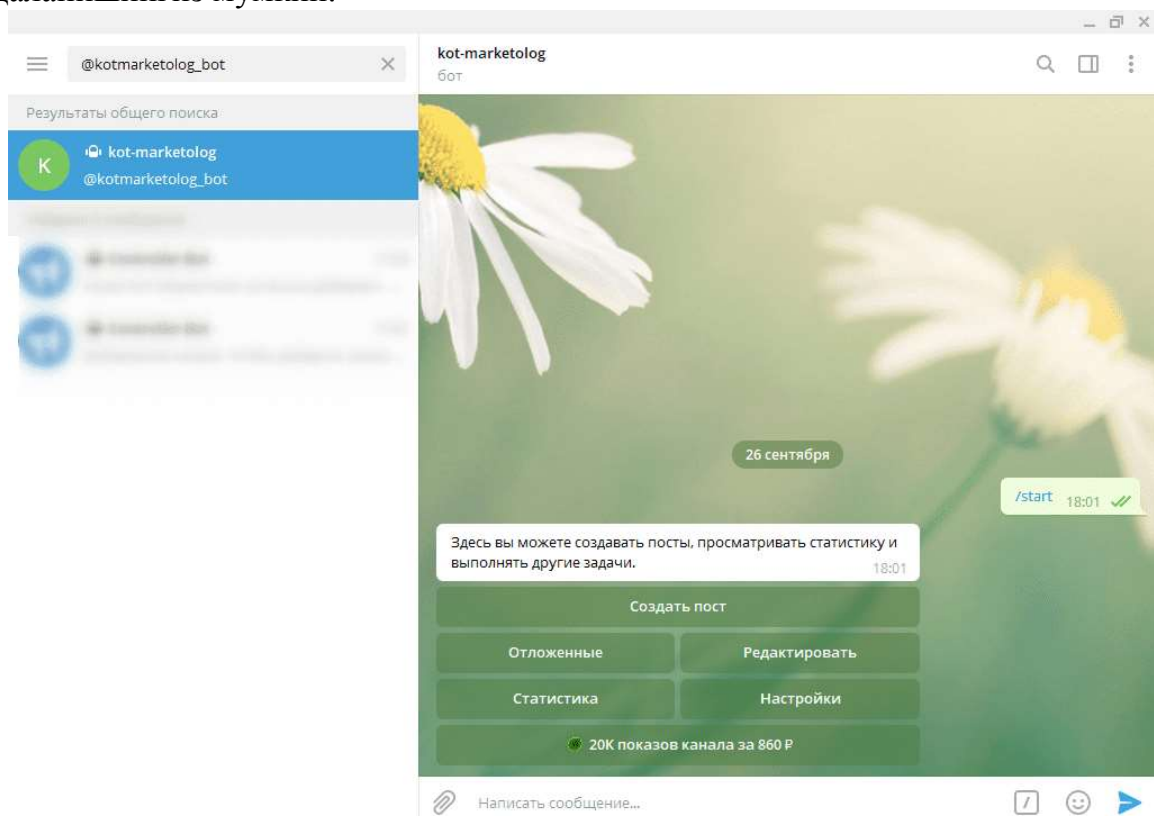 @kotmarketolog_bot
kot-marketolog
бот
Результаты общего поиска
K
kot-marketolog
@kotmarketolog_bot
26 сентября
/start 18:01
Здесь вы можете создавать посты, просматривать статистику и
выполнять другие задачи.
18:01
Создать пост
Отложенные
Редактировать
Статистика
Настройки
20К показов канала за 860 ₽
Написать сообщение...